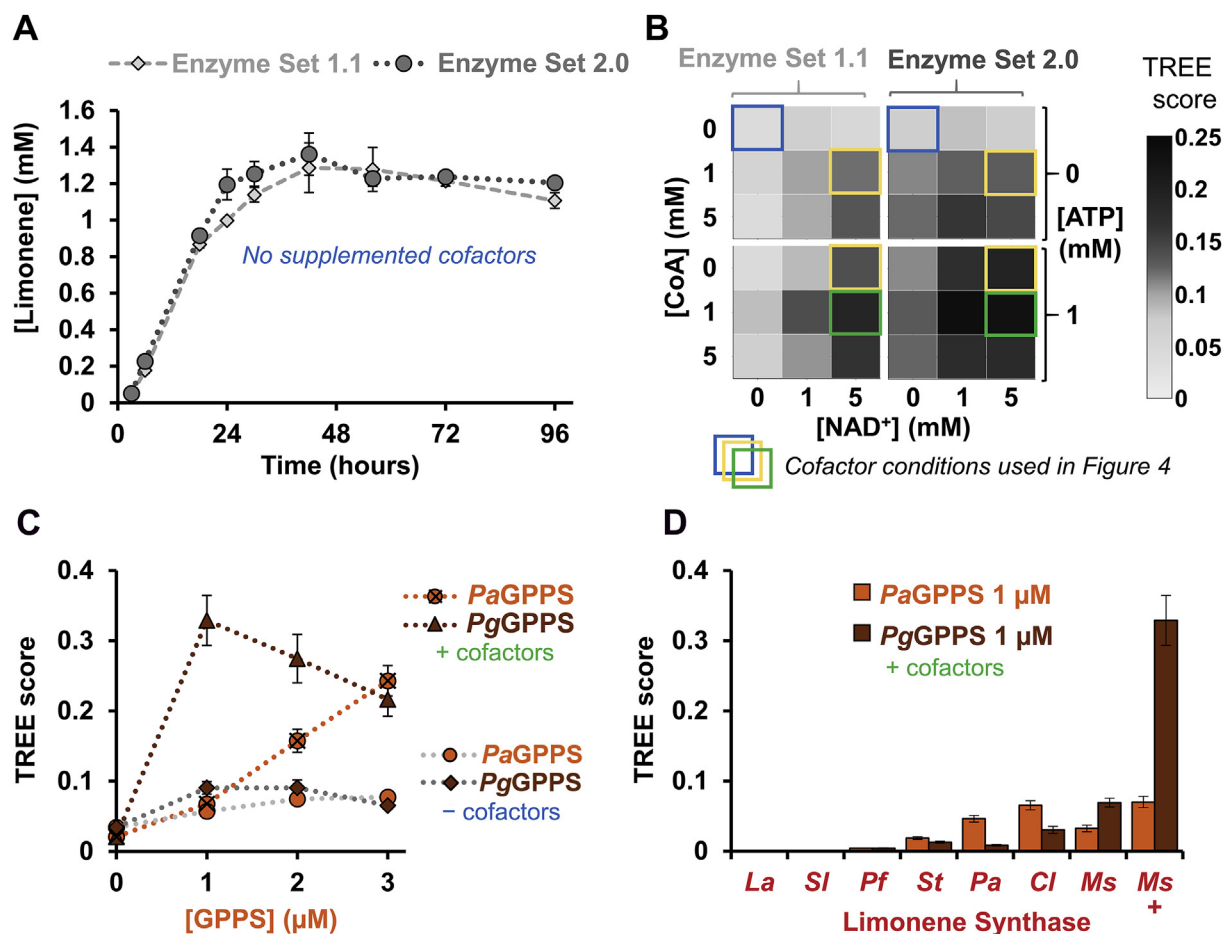 A
Enzyme Set 1.1
Enzyme Set 2.0
[Limonene] (mM)
1.6
1.4
1.2
1
0.8
0.6
0.4
0.2
0
No supplemented cofactors
0
24
48
72
96
Time (hours)
B
Enzyme Set 1.1
Enzyme Set 2.0
TREE
score
[CoA] (mM)
0
1
5
0
1
5
0
[ATP]
(mM)
1
0.25
0.2
0.15
0.1
0.05
0
0
1
5
0
1
5
[NAD+] (mM)
Cofactor conditions used in Figure 4
C
TREE score
0.4
0.3
0.2
0.1
0
PaGPPS
PgGPPS
+ cofactors
PaGPPS
PgGPPS
− cofactors
0
1
2
3
[GPPS] (µM)
D
TREE score
0.4
0.3
0.2
0.1
0
PaGPPS 1 µM
PgGPPS 1 µM
+ cofactors
La
Sl
Pf
St
Pa
Cl
Ms
Ms
+
Limonene Synthase